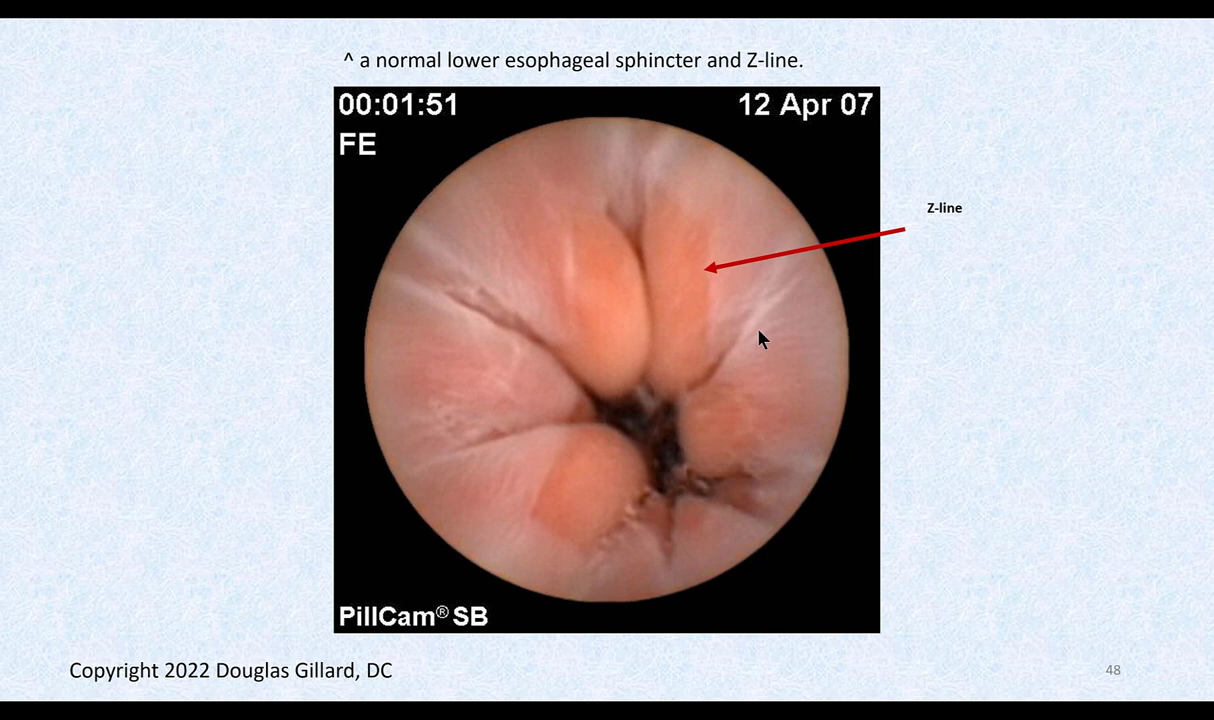 ^ a normal lower esophageal sphincter and Z-line.
00:01:51 12 Apr 07
FE
Z-line
PillCam® SB
Copyright 2022 Douglas Gillard, DC 48